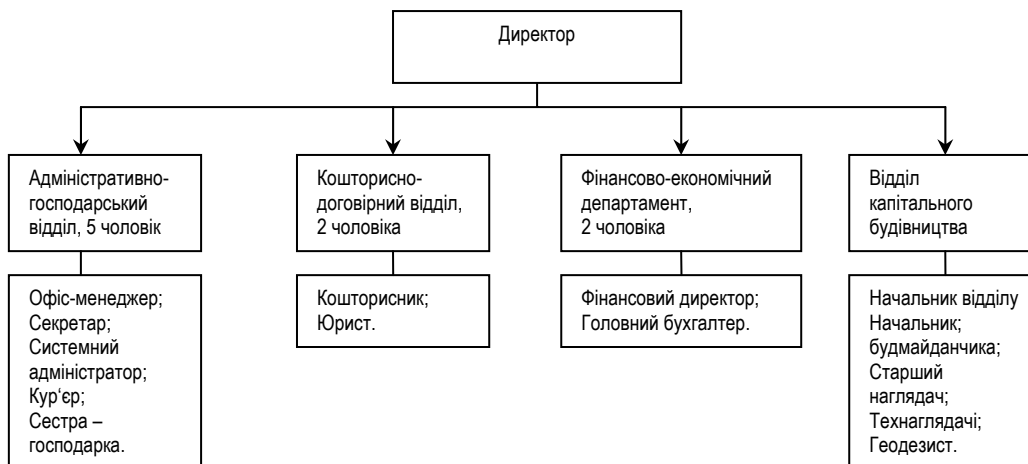 Директор
Адміністративно-
господарський
відділ, 5 чоловік
Кошторисно-
договірний відділ,
2 чоловіка
Фінансово-економічний
департамент,
2 чоловіка
Відділ
капітального
будівництва
Офіс-менеджер;
Секретар;
Системний
адміністратор;
Кур‘єр;
Сестра –
господарка.
Кошторисник;
Юрист.
Фінансовий директор;
Головний бухгалтер.
Начальник відділу
Начальник;
будмайданчика;
Старший
наглядач;
Технаглядачі;
Геодезист.